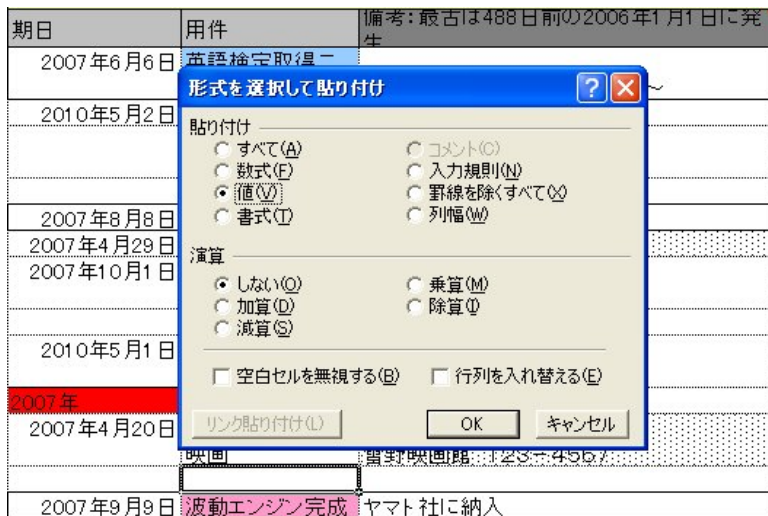 期日
用件
備考：最古は488日前の2006年1月1日に発
生
2007年6月6日
英語検定取得
～
2010年5月2日
2007年8月8日
2007年4月29日
2007年10月1日
2010年5月1日
2007年
2007年4月20日
映画
123-4567
2007年9月9日
波動エンジン完成
ヤマト社に納入
形式を選択して貼り付け
貼り付け
すべて(A)
コメント(C)
数式(F)
入力規則(N)
値(V)
罫線を除くすべて(X)
書式(T)
列幅(W)
演算
しない(O)
乗算(M)
加算(D)
除算(I)
減算(S)
空白セルを無視する(B)
行列を入れ替える(E)
リンク貼り付け(L)
OK
キャンセル